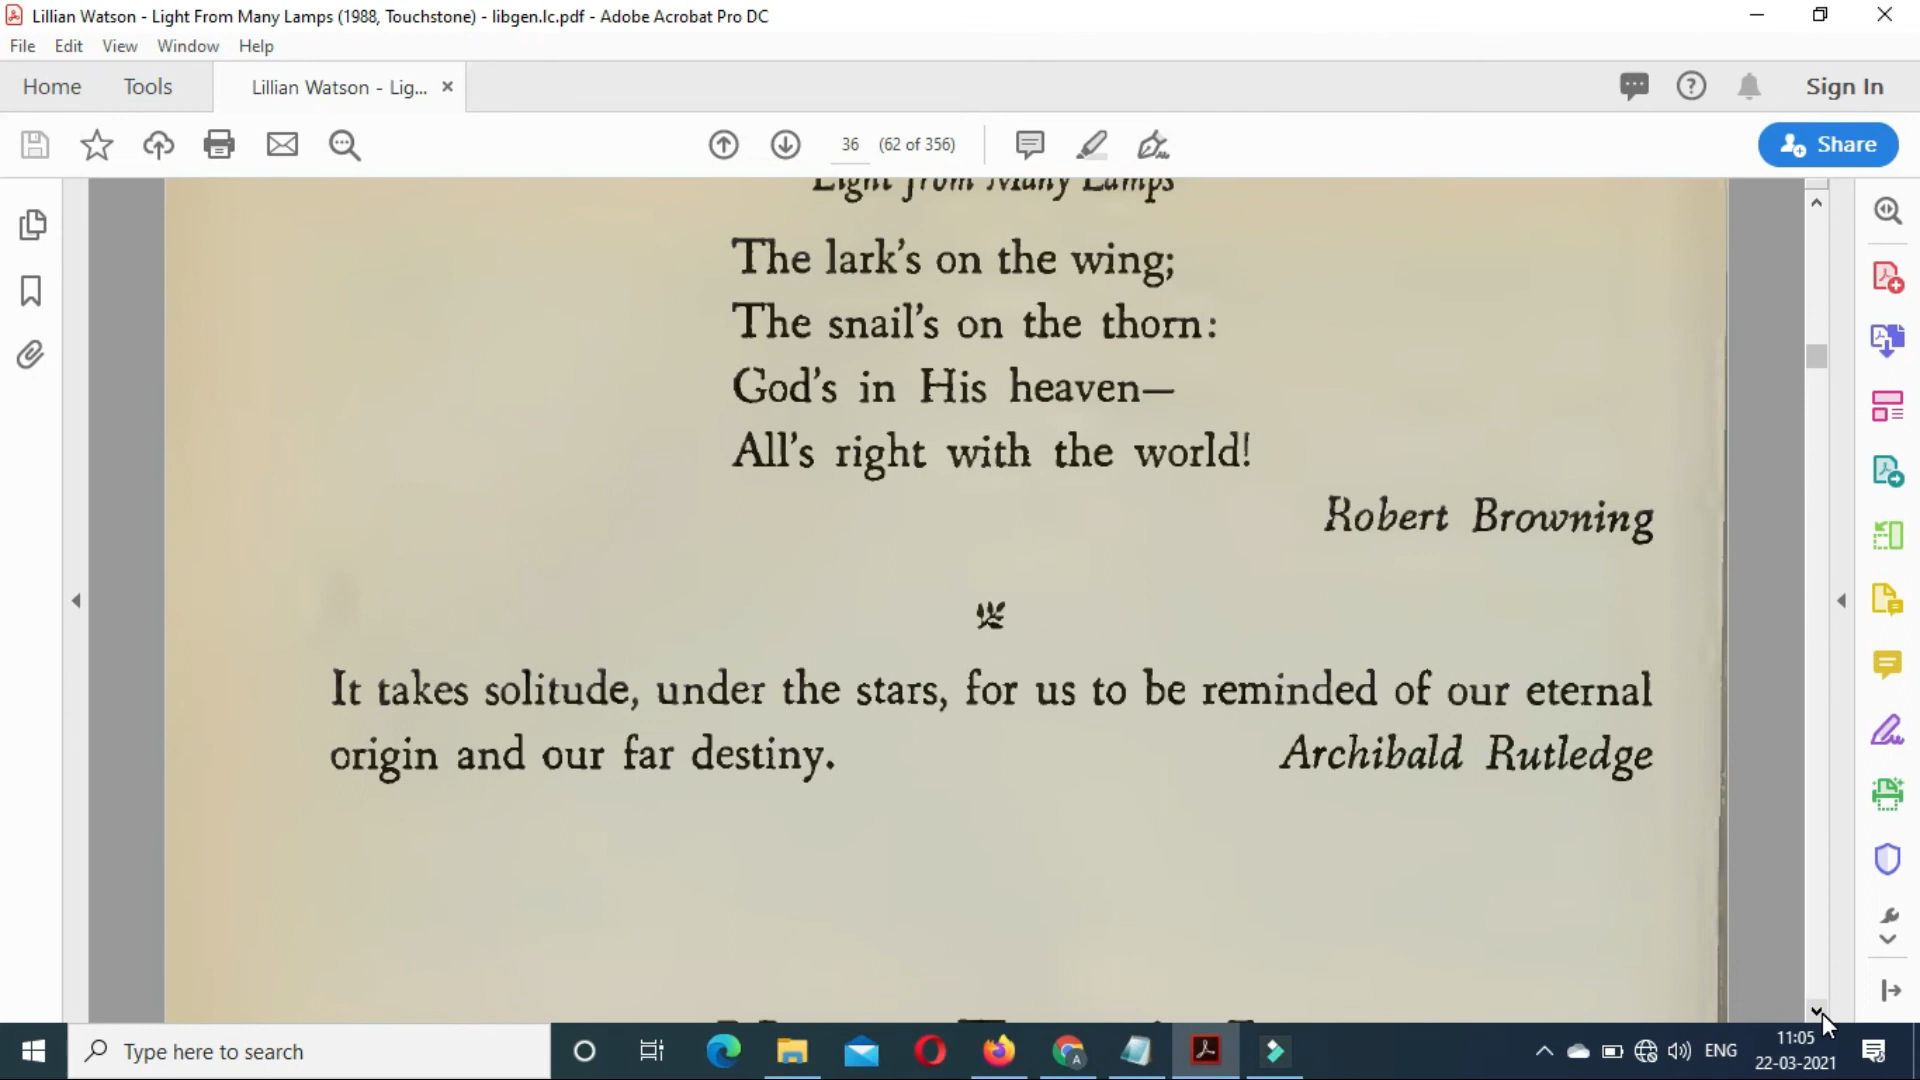 Lillian Watson - Light From Many Lamps (1988, Touchstone) - libgen.lc.pdf - Adobe Acrobat Pro DC
File Edit View Window Help
Home Tools Lillian Watson - Lig... Sign In
36 (62 of 356) Share
Light from Many Lamps
The lark's on the wing;
The snail's on the thorn:
God's in His heaven—
All's right with the world!
Robert Browning
It takes solitude, under the stars, for us to be reminded of our eternal
origin and our far destiny. Archibald Rutledge
Type here to search
ENG
11:05
22-03-2021